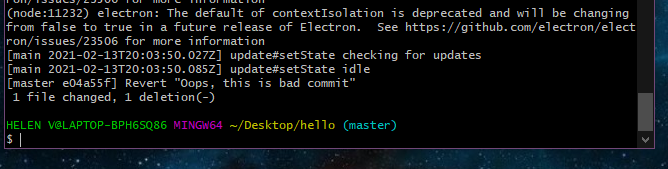 ron/issues/23506 for more information
(node:11232) electron: The default of contextIsolation is deprecated and will be changing
from false to true in a future release of Electron.  See https://github.com/electron/elect
ron/issues/23506 for more information
[main 2021-02-13T20:03:50.027Z] update#setState checking for updates
[main 2021-02-13T20:03:50.085Z] update#setState idle
[master e04a55f] Revert "Oops, this is bad commit"
 1 file changed, 1 deletion(-)

HELEN V@LAPTOP-BPH6SQ86 MINGW64 ~/Desktop/hello (master)
$